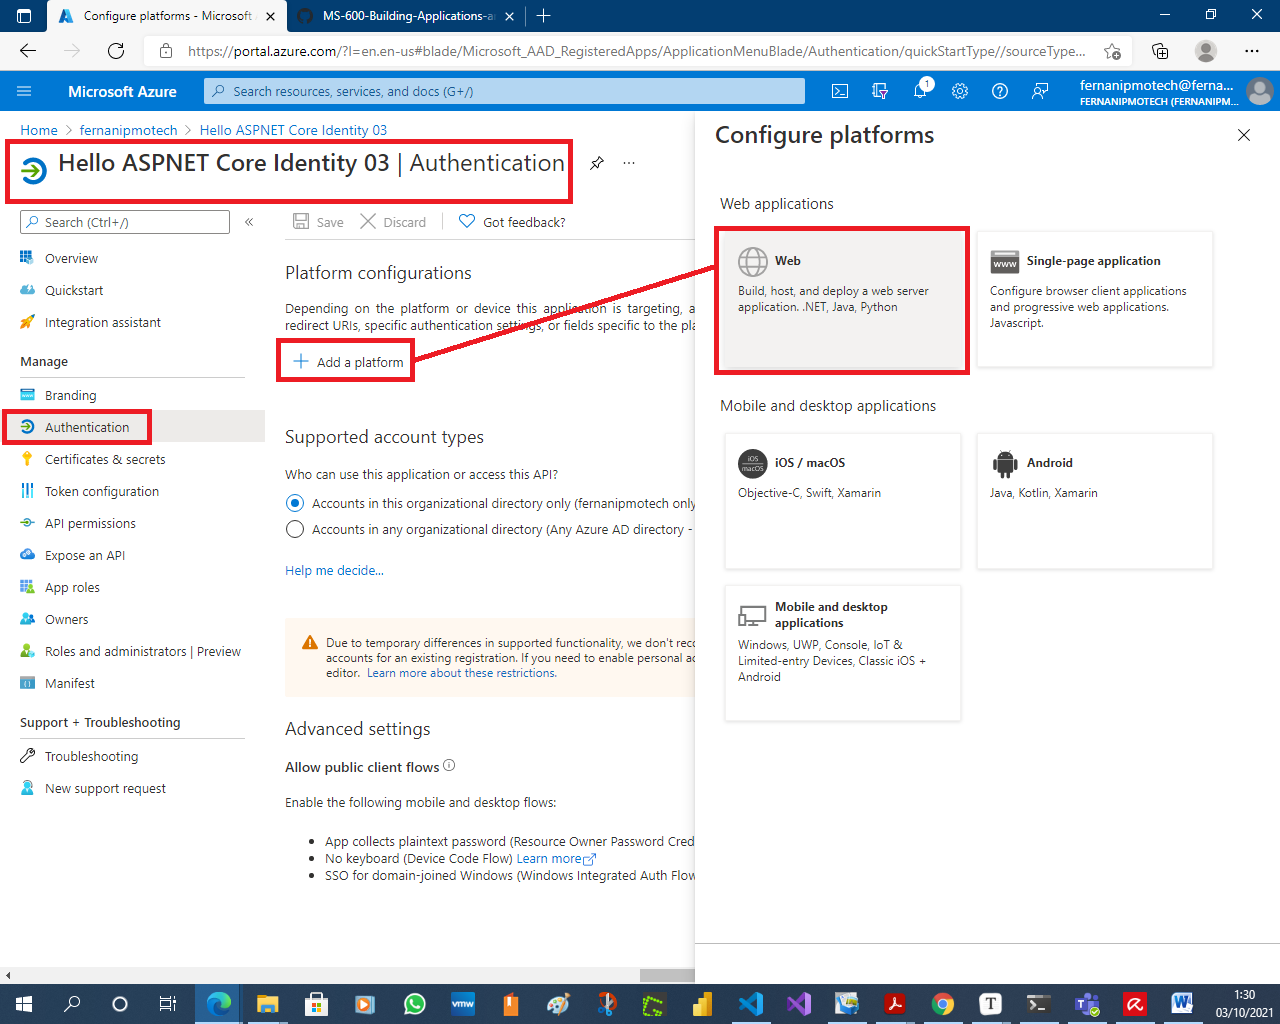 Configure platforms - Microsoft
MS-600-Building-Applications-a
https://portal.azure.com/?l=en.en-us#blade/Microsoft_AAD_RegisteredApps/ApplicationMenuBlade/Authentication/quickStartType//sourceType...
Microsoft Azure
Search resources, services, and docs (G+/)
1
fernanipmotech@ferna...
FERNANIPMOTECH (FERNANIPM...
Home > fernanipmotech > Hello ASPNET Core Identity 03
Hello ASPNET Core Identity 03 | Authentication
...
Search (Ctrl+/)
«
Overview
Quickstart
Integration assistant
Manage
Branding
Authentication
Certificates & secrets
Token configuration
API permissions
Expose an API
App roles
Owners
Roles and administrators | Preview
Manifest
Support + Troubleshooting
Troubleshooting
New support request
Save
Discard
Got feedback?
Platform configurations
Depending on the platform or device this application is targeting, a
redirect URIs, specific authentication settings, or fields specific to the pla
Add a platform
Supported account types
Who can use this application or access this API?
Accounts in this organizational directory only (fernanipmotech only
Accounts in any organizational directory (Any Azure AD directory -
Help me decide...
Due to temporary differences in supported functionality, we don't reco
accounts for an existing registration. If you need to enable personal ac
editor. Learn more about these restrictions.
Advanced settings
Allow public client flows
Enable the following mobile and desktop flows:
• App collects plaintext password (Resource Owner Password Cred
• No keyboard (Device Code Flow) Learn more
• SSO for domain-joined Windows (Windows Integrated Auth Flow
Configure platforms
Web applications
Web
Build, host, and deploy a web server
application. .NET, Java, Python
www
Single-page application
Configure browser client applications
and progressive web applications.
Javascript.
Mobile and desktop applications
iOS
macOS
iOS / macOS
Objective-C, Swift, Xamarin
Android
Java, Kotlin, Xamarin
Mobile and desktop
applications
Windows, UWP, Console, IoT &
Limited-entry Devices, Classic iOS +
Android
vmw
T
W
1:30
03/10/2021